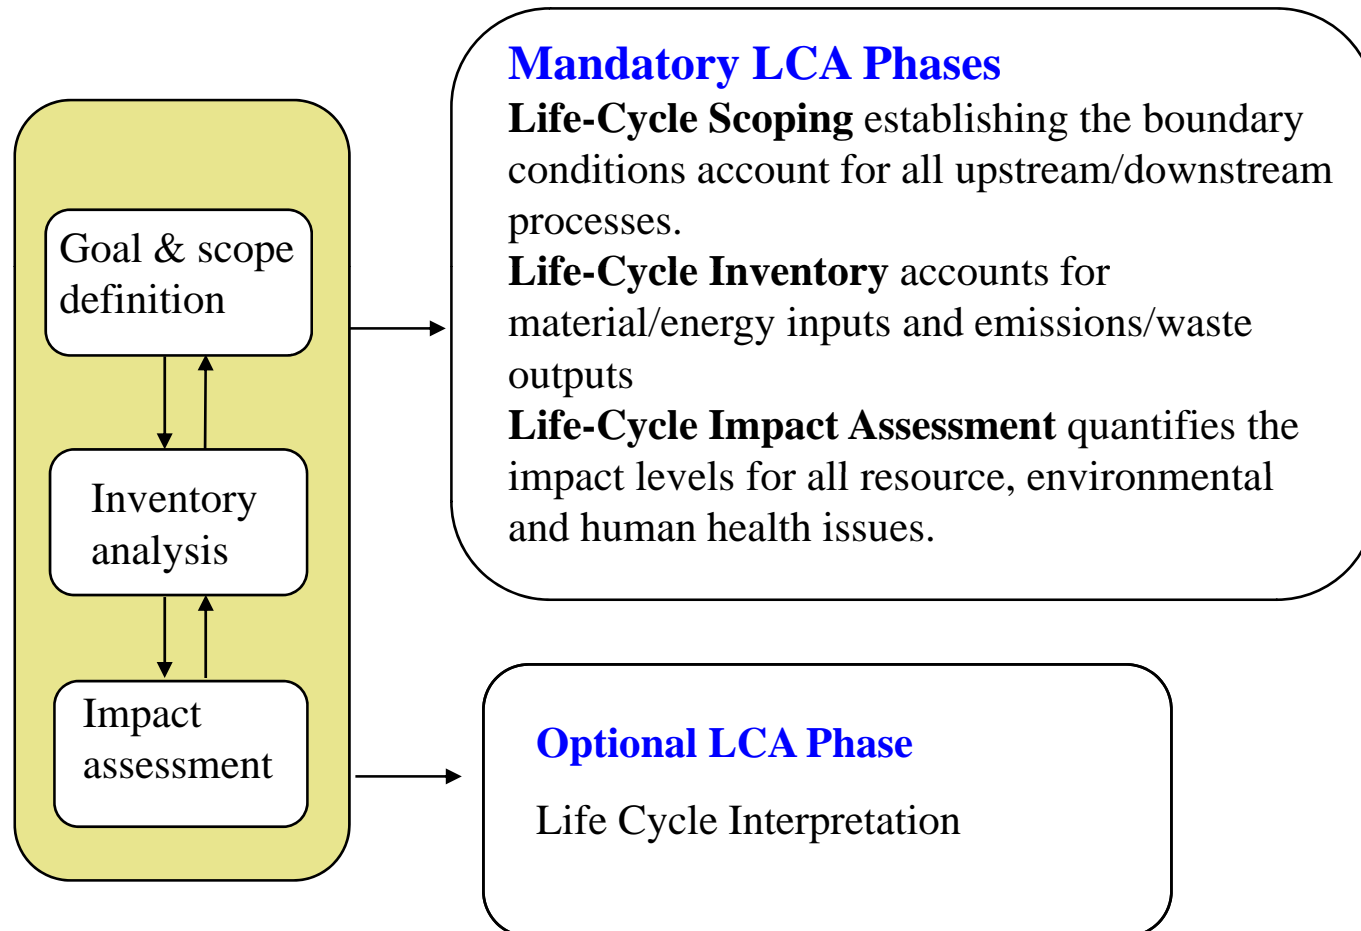 Goal & scope
definition
Inventory
analysis
Impact
assessment
Mandatory LCA Phases
Life-Cycle Scoping establishing the boundary
conditions account for all upstream/downstream
processes.
Life-Cycle Inventory accounts for
material/energy inputs and emissions/waste
outputs
Life-Cycle Impact Assessment quantifies the
impact levels for all resource, environmental
and human health issues.
Optional LCA Phase
Life Cycle Interpretation